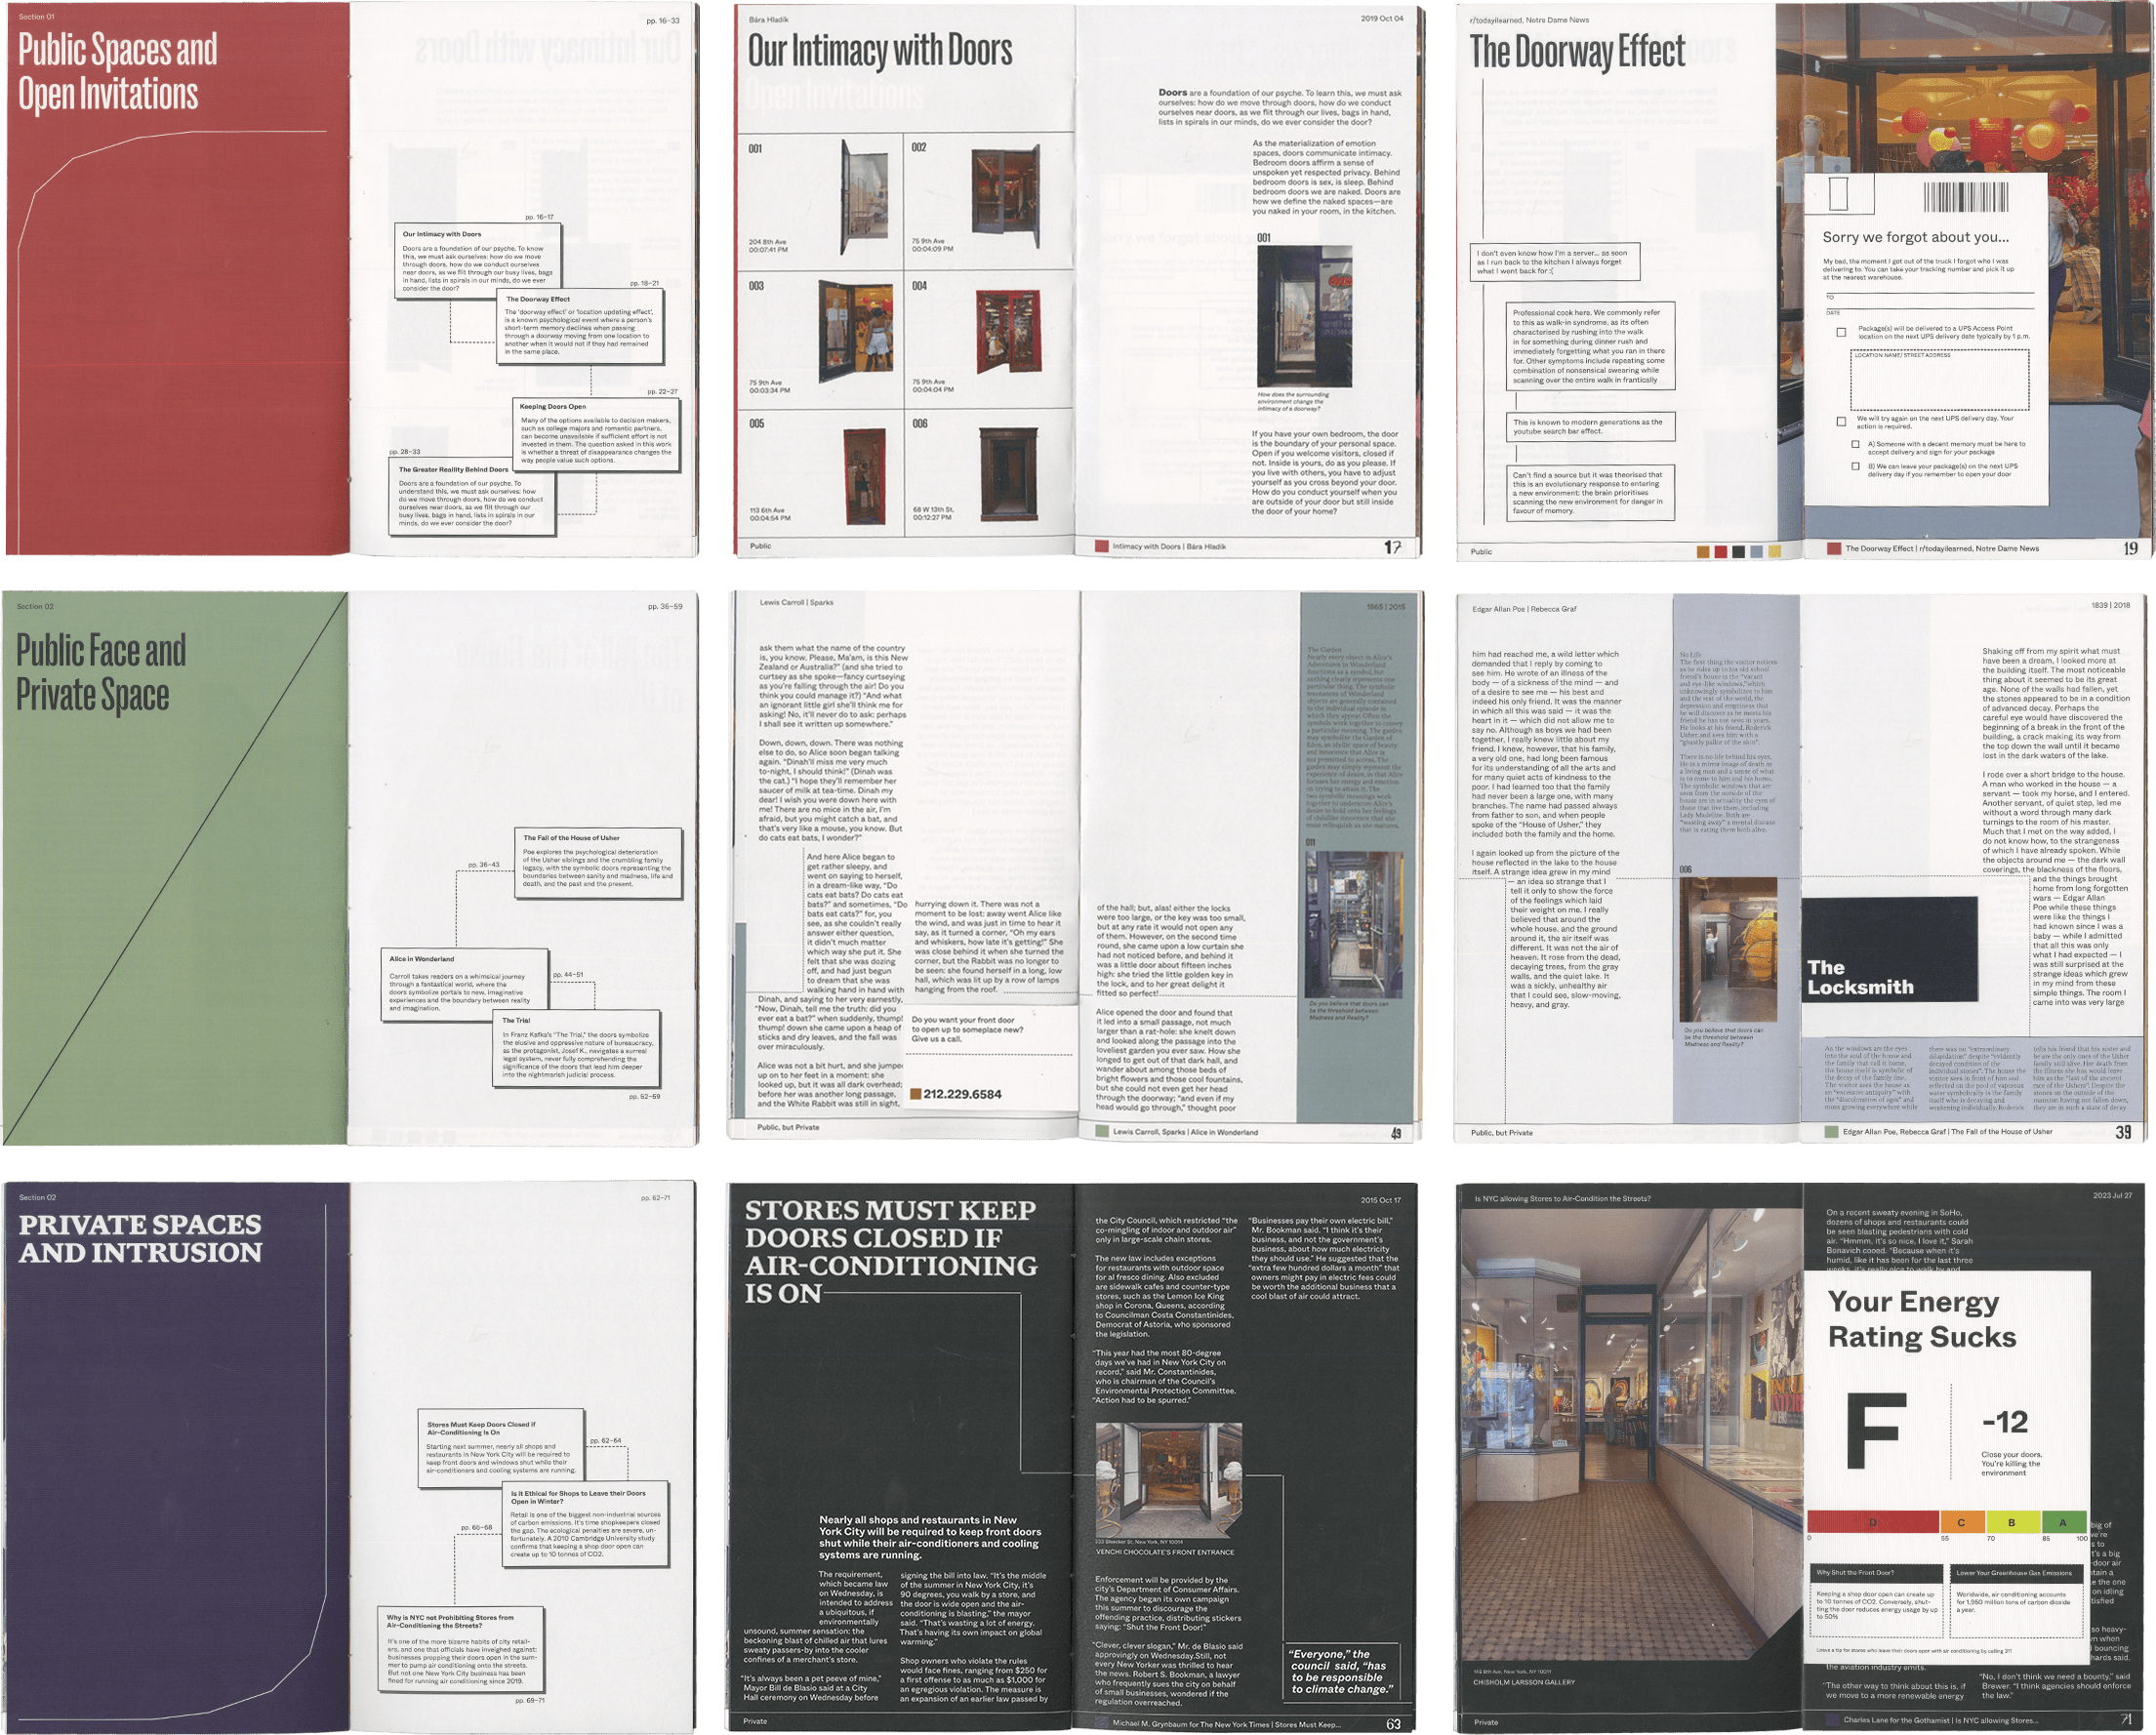 Section 01
pp. 16–33
Public Spaces and
Open Invitations
pp. 16–17
Our Intimacy with Doors
Doors are a foundation of our psyche. To know
this, we must ask ourselves: how do we move
through doors, how do we conduct ourselves
near doors, as we flit through our busy lives, bags
in hand, lists in spirals in our minds, do we ever
consider the door?
pp. 18–21
The Doorway Effect
The 'doorway effect' or 'location updating effect',
is a known psychological event where a person's
short-term memory declines when passing
through a doorway moving from one location to
another when it would not if they had remained
in the same place.
pp. 22–27
Keeping Doors Open
Many of the options available to decision makers,
such as college majors and romantic partners,
can become unavailable if sufficient effort is not
invested in them. The question asked in this work
is whether a threat of disappearance changes the
way people value such options.
pp. 28–33
The Greater Reality Behind Doors
Doors are a foundation of our psyche. To
understand this, we must ask ourselves: how
do we move through doors, how do we conduct
ourselves near doors, as we flit through our
busy lives, bags in hand, lists in spirals in our
minds, do we ever consider the door?
Bára Hladík
2019 Oct 04
Our Intimacy with Doors
Doors are a foundation of our psyche. To learn this, we must ask
ourselves: how do we move through doors, how do we conduct
ourselves near doors, as we flit through our lives, bags in hand,
lists in spirals in our minds, do we ever consider the door?
001
204 8th Ave
00:07:41 PM
002
75 9th Ave
00:04:09 PM
003
75 9th Ave
00:03:34 PM
004
75 9th Ave
00:04:04 PM
005
113 6th Ave
00:04:54 PM
006
68 W 13th St,
00:12:27 PM
As the materialization of emotion
spaces, doors communicate intimacy.
Bedroom doors affirm a sense of
unspoken yet respected privacy. Behind
bedroom doors is sex, is sleep. Behind
bedroom doors we are naked. Doors are
how we define the naked spaces—are
you naked in your room, in the kitchen.
001
How does the surrounding
environment change the
intimacy of a doorway?
If you have your own bedroom, the door
is the boundary of your personal space.
Open if you welcome visitors, closed if
not. Inside is yours, do as you please. If
you live with others, you have to adjust
yourself as you cross beyond your door.
How do you conduct yourself when you
are outside of your door but still inside
the door of your home?
Public
Intimacy with Doors | Bára Hladík
17
r/todayilearned, Notre Dame News
The Doorway Effect
I don't even know how I'm a server... as soon
as I run back to the kitchen I always forget
what I went back for :(
Professional cook here. We commonly refer
to this as walk-in syndrome, as its often
characterised by rushing into the walk
in for something during dinner rush and
immediately forgetting what you ran in there
for. Other symptoms include repeating some
combination of nonsensical swearing while
scanning over the entire walk in frantically
This is known to modern generations as the
youtube search bar effect.
Can't find a source but it was theorised that
this is an evolutionary response to entering
a new environment: the brain prioritises
scanning the new environment for danger in
favour of memory.
Sorry we forgot about you...
My bad, the moment I got out of the truck I forgot who I was
delivering to. You can take your tracking number and pick it up
at the nearest warehouse.
TO
DATE
Package(s) will be delivered to a UPS Access Point
location on the next UPS delivery date typically by 1 p.m.
LOCATION NAME/ STREET ADDRESS
We will try again on the next UPS delivery day. Your
action is required.
A) Someone with a decent memory must be here to
accept delivery and sign for your package
B) We can leave your package(s) on the next UPS
delivery day if you remember to open your door
Public
The Doorway Effect | r/todayilearned, Notre Dame News
19
Section 02
pp. 36–59
Public Face and
Private Space
The Fall of the House of Usher
Poe explores the psychological deterioration
of the Usher siblings and the crumbling family
legacy, with the symbolic doors representing the
boundaries between sanity and madness, life and
death, and the past and the present.
pp. 36–43
Alice in Wonderland
Carroll takes readers on a whimsical journey
through a fantastical world, where the
doors symbolize portals to new, imaginative
experiences and the boundary between reality
and imagination.
pp. 44–51
The Trial
In Franz Kafka's "The Trial," the doors symbolize
the elusive and oppressive nature of bureaucracy,
as the protagonist, Josef K., navigates a surreal
legal system, never fully comprehending the
significance of the doors that lead him deeper
into the nightmarish judicial process.
pp. 52–59
Lewis Carroll | Sparks
1865 | 2015
ask them what the name of the country
is, you know. Please, Ma'am, is this New
Zealand or Australia?" (and she tried to
curtsey as she spoke—fancy curtseying
as you're falling through the air! Do you
think you could manage it?) "And what
an ignorant little girl she'll think me for
asking! No, it'll never do to ask: perhaps
I shall see it written up somewhere."
Down, down, down. There was nothing
else to do, so Alice soon began talking
again. "Dinah'll miss me very much
to-night, I should think!" (Dinah was
the cat.) "I hope they'll remember her
saucer of milk at tea-time. Dinah my
dear! I wish you were down here with
me! There are no mice in the air, I'm
afraid, but you might catch a bat, and
that's very like a mouse, you know. But
do cats eat bats, I wonder?"
And here Alice began to
get rather sleepy, and
went on saying to herself,
in a dream-like way, "Do
cats eat bats? Do cats eat
bats?" and sometimes, "Do
bats eat cats?" for, you
see, as she couldn't really
answer either question,
it didn't much matter
which way she put it. She
felt that she was dozing
off, and had just begun
to dream that she was
walking hand in hand with
Dinah, and saying to her very earnestly,
"Now, Dinah, tell me the truth: did you
ever eat a bat?" when suddenly, thump!
thump! down she came upon a heap of
sticks and dry leaves, and the fall was
over miraculously.
Alice was not a bit hurt, and she jumped
up on to her feet in a moment: she
looked up, but it was all dark overhead;
before her was another long passage,
and the White Rabbit was still in sight,
hurrying down it. There was not a
moment to be lost: away went Alice like
the wind, and was just in time to hear it
say, as it turned a corner, "Oh my ears
and whiskers, how late it's getting!" She
was close behind it when she turned the
corner, but the Rabbit was no longer to
be seen: she found herself in a long, low
hall, which was lit up by a row of lamps
hanging from the roof.
Do you want your front door
to open up to someplace new?
Give us a call.
212.229.6584
of the hall; but, alas! either the locks
were too large, or the key was too small,
but at any rate it would not open any
of them. However, on the second time
round, she came upon a low curtain she
had not noticed before, and behind it
was a little door about fifteen inches
high: she tried the little golden key in
the lock, and to her great delight it
fitted so perfect!
Alice opened the door and found that
it led into a small passage, not much
larger than a rat-hole: she knelt down
and looked along the passage into the
loveliest garden you ever saw. How she
longed to get out of that dark hall, and
wander about among those beds of
bright flowers and those cool fountains,
but she could not even get her head
through the doorway; "and even if my
head would go through," thought poor
The Garden
011
Do you believe that doors can
be the threshold between
Madness and Reality?
Public, but Private
Lewis Carroll, Sparks | Alice in Wonderland
49
Edgar Allan Poe | Rebecca Graf
1839 | 2018
him had reached me, a wild letter which
demanded that I reply by coming to
see him. He wrote of an illness of the
body — of a sickness of the mind — and
of a desire to see me — his best and
indeed his only friend. It was the manner
in which all this was said — it was the
heart in it — which did not allow me to
say no. Although as boys we had been
together, I really knew little about my
friend. I knew, however, that his family,
a very old one, had long been famous
for its understanding of all the arts and
for many quiet acts of kindness to the
poor. I had learned too that the family
had never been a large one, with many
branches. The name had passed always
from father to son, and when people
spoke of the "House of Usher," they
included both the family and the home.
I again looked up from the picture of the
house reflected in the lake to the house
itself. A strange idea grew in my mind
— an idea so strange that I
tell it only to show the force
of the feelings which laid
their weight on me. I really
believed that around the
whole house, and the ground
around it, the air itself was
different. It was not the air of
heaven. It rose from the dead,
decaying trees, from the gray
walls, and the quiet lake. It
was a sickly, unhealthy air
that I could see, slow-moving,
heavy, and gray.
No Life
006
Do you believe that doors can
be the threshold between
Madness and Reality?
The
Locksmith
Shaking off from my spirit what must
have been a dream, I looked more at
the building itself. The most noticeable
thing about it seemed to be its great
age. None of the walls had fallen, yet
the stones appeared to be in a condition
of advanced decay. Perhaps the
careful eye would have discovered the
beginning of a break in the front of the
building, a crack making its way from
the top down the wall until it became
lost in the dark waters of the lake.
I rode over a short bridge to the house.
A man who worked in the house — a
servant — took my horse, and I entered.
Another servant, of quiet step, led me
without a word through many dark
turnings to the room of his master.
Much that I met on the way added, I
do not know how, to the strangeness
of which I have already spoken. While
the objects around me — the dark wall
coverings, the blackness of the floors,
and the things brought
home from long forgotten
wars — Edgar Allan
Poe while these things
were like the things I
had known since I was a
baby — while I admitted
that all this was only
what I had expected — I
was still surprised at the
strange ideas which grew
in my mind from these
simple things. The room I
came into was very large
Public, but Private
Edgar Allan Poe, Rebecca Graf | The Fall of the House of Usher
39
Section 02
pp. 62–71
PRIVATE SPACES
AND INTRUSION
Stores Must Keep Doors Closed if
Air-Conditioning Is On
Starting next summer, nearly all shops and
restaurants in New York City will be required to
keep front doors and windows shut while their
air-conditioners and cooling systems are running.
pp. 62–64
Is it Ethical for Shops to Leave their Doors
Open in Winter?
Retail is one of the biggest non-industrial sources
of carbon emissions. It's time shopkeepers closed
the gap. The ecological penalties are severe, un-
fortunately. A 2010 Cambridge University study
confirms that keeping a shop door open can
create up to 10 tonnes of CO2.
pp. 65–68
Why is NYC not Prohibiting Stores from
Air-Conditioning the Streets?
It's one of the more bizarre habits of city retail-
ers, and one that officials have inveighed against:
businesses propping their doors open in the sum-
mer to pump air conditioning onto the streets.
But not one New York City business has been
fined for running air conditioning since 2019.
pp. 69–71
2015 Oct 17
STORES MUST KEEP
DOORS CLOSED IF
AIR-CONDITIONING
IS ON
Nearly all shops and restaurants in New
York City will be required to keep front doors
shut while their air-conditioners and cooling
systems are running.
The requirement,
which became law
on Wednesday, is
intended to address
a ubiquitous, if
environmentally
unsound, summer sensation: the
beckoning blast of chilled air that lures
sweaty passers-by into the cooler
confines of a merchant's store.
"It's always been a pet peeve of mine,"
Mayor Bill de Blasio said at a City
Hall ceremony on Wednesday before
signing the bill into law. "It's the middle
of the summer in New York City, it's
90 degrees, you walk by a store, and
the door is wide open and the air-
conditioning is blasting," the mayor
said. "That's wasting a lot of energy.
That's having its own impact on global
warming."
Shop owners who violate the rules
would face fines, ranging from $250 for
a first offense to as much as $1,000 for
an egregious violation. The measure is
an expansion of an earlier law passed by
the City Council, which restricted "the
co-mingling of indoor and outdoor air"
only in large-scale chain stores.
The new law includes exceptions
for restaurants with outdoor space
for al fresco dining. Also excluded
are sidewalk cafes and counter-type
stores, such as the Lemon Ice King
shop in Corona, Queens, according
to Councilman Costa Constantinides,
Democrat of Astoria, who sponsored
the legislation.
"This year had the most 80-degree
days we've had in New York City on
record," said Mr. Constantinides,
who is chairman of the Council's
Environmental Protection Committee.
"Action had to be spurred."
233 Bleecker St, New York, NY 10014
VENCHI CHOCOLATE'S FRONT ENTRANCE
Enforcement will be provided by the
city's Department of Consumer Affairs.
The agency began its own campaign
this summer to discourage the
offending practice, distributing stickers
saying: "Shut the Front Door!"
"Clever, clever slogan," Mr. de Blasio said
approvingly on Wednesday.Still, not
every New Yorker was thrilled to hear
the news. Robert S. Bookman, a lawyer
who frequently sues the city on behalf
of small businesses, wondered if the
regulation overreached.
"Businesses pay their own electric bill,"
Mr. Bookman said. "I think it's their
business, and not the government's
business, about how much electricity
they should use." He suggested that the
"extra few hundred dollars a month" that
owners might pay in electric fees could
be worth the additional business that a
cool blast of air could attract.
"Everyone," the
council said, "has
to be responsible
to climate change."
Private
Michael M. Grynbaum for The New York Times | Stores Must Keep...
63
Is NYC allowing Stores to Air-Condition the Streets?
2023 Jul 27
On a recent sweaty evening in SoHo,
dozens of shops and restaurants could
be seen blasting pedestrians with cold
air. "Hmmm, it's so nice, I love it," Sarah
Bonavich cooed. "Because when it's
humid, like it has been for the last three
Your Energy
Rating Sucks
F
-12
Close your doors.
You're killing the
environment
D
C
B
A
0
55
70
85
100
Why Shut the Front Door?
Keeping a shop door open can create up
to 10 tonnes of CO2. Conversely, shut-
ting the door reduces energy usage by up
to 50%
Lower Your Greenhouse Gas Emissions
Worldwide, air conditioning accounts
for 1,950 million tons of carbon dioxide
a year.
Leave a tip for stores who leave their doors open with air conditioning by calling 311
the aviation industry emits.
"The other way to think about this is, if
we move to a more renewable energy
"No, I don't think we need a bounty," said
Brewer. "I think agencies should enforce
the law."
115 8th Ave, New York, NY 10011
CHISHOLM LARSSON GALLERY
Private
Charles Lane for the Gothamist | Is NYC allowing Stores...
71